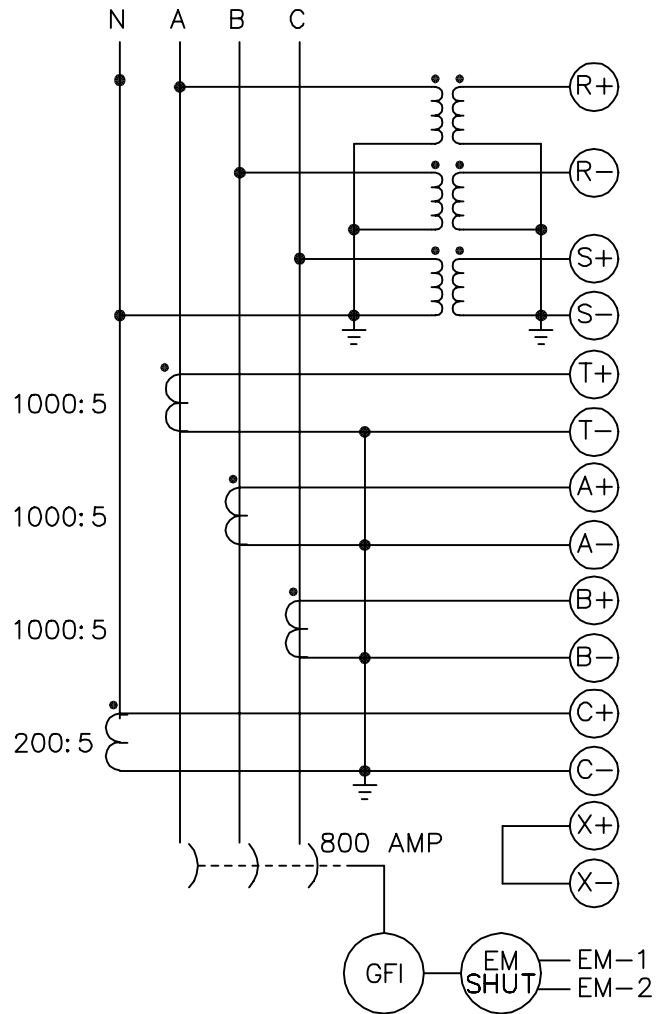 N A B C
R+
R−
S+
S−
T+
1000:5
T−
A+
1000:5
A−
B+
1000:5
B−
C+
200:5
C−
X+
800 AMP
X−
GFI
EM
SHUT
EM−1
EM−2